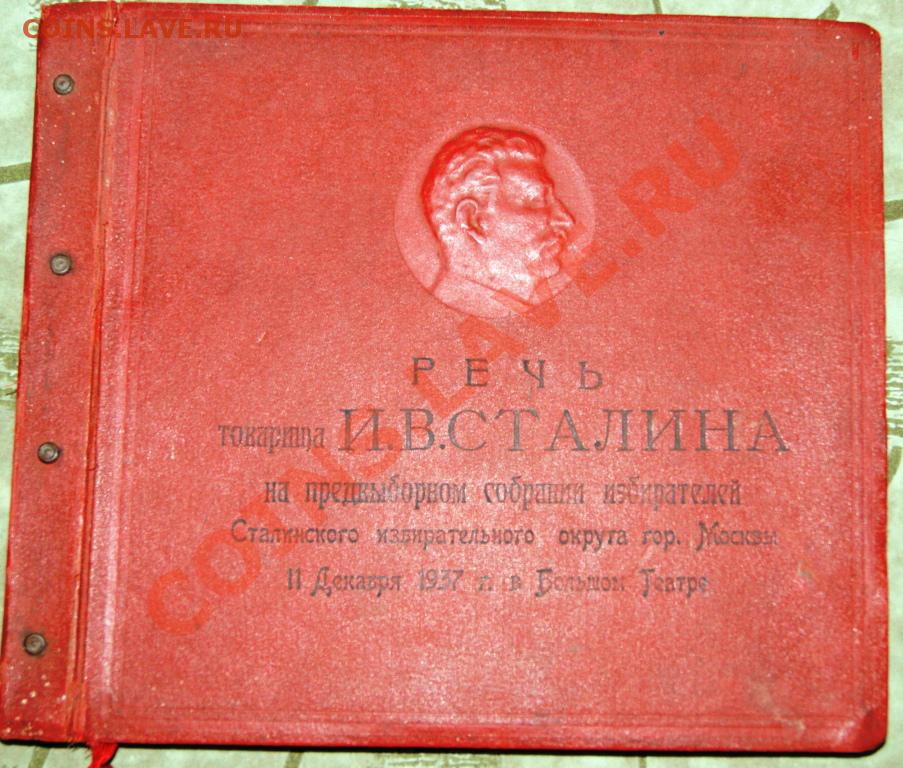 COINS.LAVE.RU
РЕЧЬ
товарища И.В.СТАЛИНА
на предвыборном собрании избирателей
Сталинского избирательного округа гор. Москвы
11 Декабря 1937 г. в Большом Театре
COINS.LAVE.RU